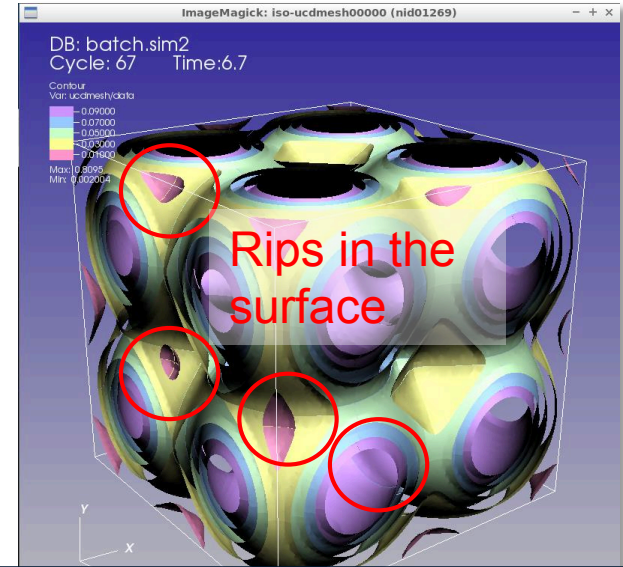 ImageMagick: iso-ucdmesh00000 (nid01269)
DB: batch.sim2
Cycle: 67 Time:6.7
Contour
Var: ucdmesh/data
0.09000
0.07000
0.05000
0.03000
0.01000
Max: 0.8095
Min: 0.002004
Rips in the
surface
Y
X